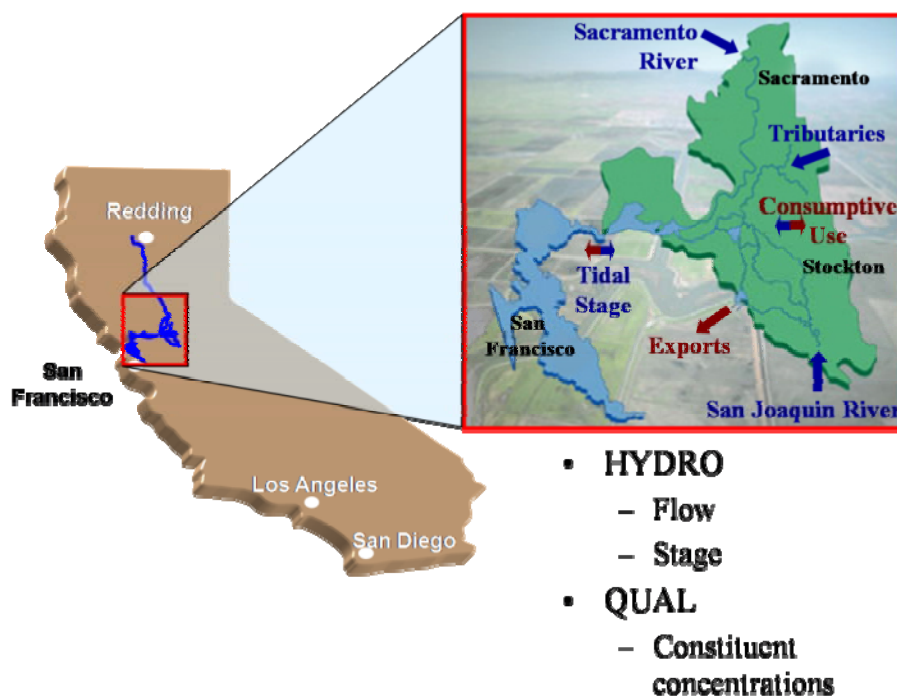 Sacramento
River
Sacramento
Tributaries
Consumptive
Use
Stockton
Tidal
Stage
San
Francisco
Exports
San Joaquin River
Redding
San
Francisco
Los Angeles
San Diego
• HYDRO
– Flow
– Stage
• QUAL
– Constituent
concentrations